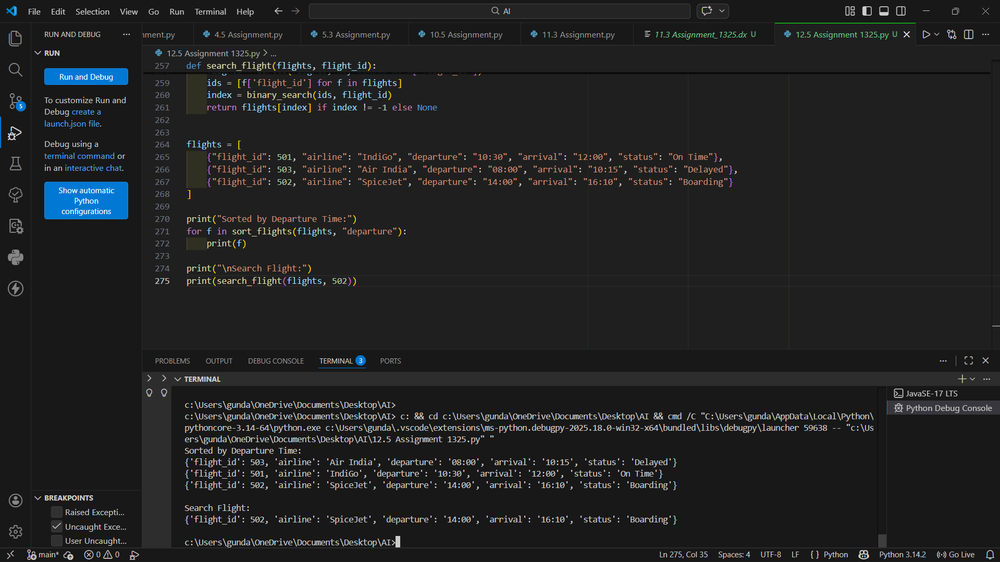 File Edit Selection View Go Run Terminal Help
AI
RUN AND DEBUG
nment.py
4.5 Assignment.py
5.3 Assignment.py
10.5 Assignment.py
11.3 Assignment.py
11.3 Assignment_1325.dx U
12.5 Assignment 1325.py U
RUN
Run and Debug
To customize Run and
Debug create a
launch.json file.
Debug using a
terminal command or
in an interactive chat.
Show automatic
Python
configurations
5
12.5 Assignment 1325.py > ...
257 def search_flight(flights, flight_id):
259 ids = [f['flight_id'] for f in flights]
260 index = binary_search(ids, flight_id)
261 return flights[index] if index != -1 else None
262
263
264 flights = [
265 {"flight_id": 501, "airline": "IndiGo", "departure": "10:30", "arrival": "12:00", "status": "On Time"},
266 {"flight_id": 503, "airline": "Air India", "departure": "08:00", "arrival": "10:15", "status": "Delayed"},
267 {"flight_id": 502, "airline": "SpiceJet", "departure": "14:00", "arrival": "16:10", "status": "Boarding"}
268 ]
269
270 print("Sorted by Departure Time:")
271 for f in sort_flights(flights, "departure"):
272 print(f)
273
274 print("\nSearch Flight:")
275 print(search_flight(flights, 502))
PROBLEMS OUTPUT DEBUG CONSOLE TERMINAL 3 PORTS
TERMINAL
JavaSE-17 LTS
Python Debug Console
c:\Users\gunda\OneDrive\Documents\Desktop\AI>
c:\Users\gunda\OneDrive\Documents\Desktop\AI> c: && cd c:\Users\gunda\OneDrive\Documents\Desktop\AI && cmd /C "C:\Users\gunda\AppData\Local\Python\
pythoncore-3.14-64\python.exe c:\Users\gunda\.vscode\extensions\ms-python.debugpy-2025.18.0-win32-x64\bundled\libs\debugpy\launcher 59638 -- "c:\Us
ers\gunda\OneDrive\Documents\Desktop\AI\12.5 Assignment 1325.py" "
Sorted by Departure Time:
{'flight_id': 503, 'airline': 'Air India', 'departure': '08:00', 'arrival': '10:15', 'status': 'Delayed'}
{'flight_id': 501, 'airline': 'IndiGo', 'departure': '10:30', 'arrival': '12:00', 'status': 'On Time'}
{'flight_id': 502, 'airline': 'SpiceJet', 'departure': '14:00', 'arrival': '16:10', 'status': 'Boarding'}
Search Flight:
{'flight_id': 502, 'airline': 'SpiceJet', 'departure': '14:00', 'arrival': '16:10', 'status': 'Boarding'}
c:\Users\gunda\OneDrive\Documents\Desktop\AI>
BREAKPOINTS
Raised Excepti...
Uncaught Exce...
User Uncaught...
main* 0 0
Ln 275, Col 35 Spaces: 4 UTF-8 LF { } Python Python 3.14.2 Go Live